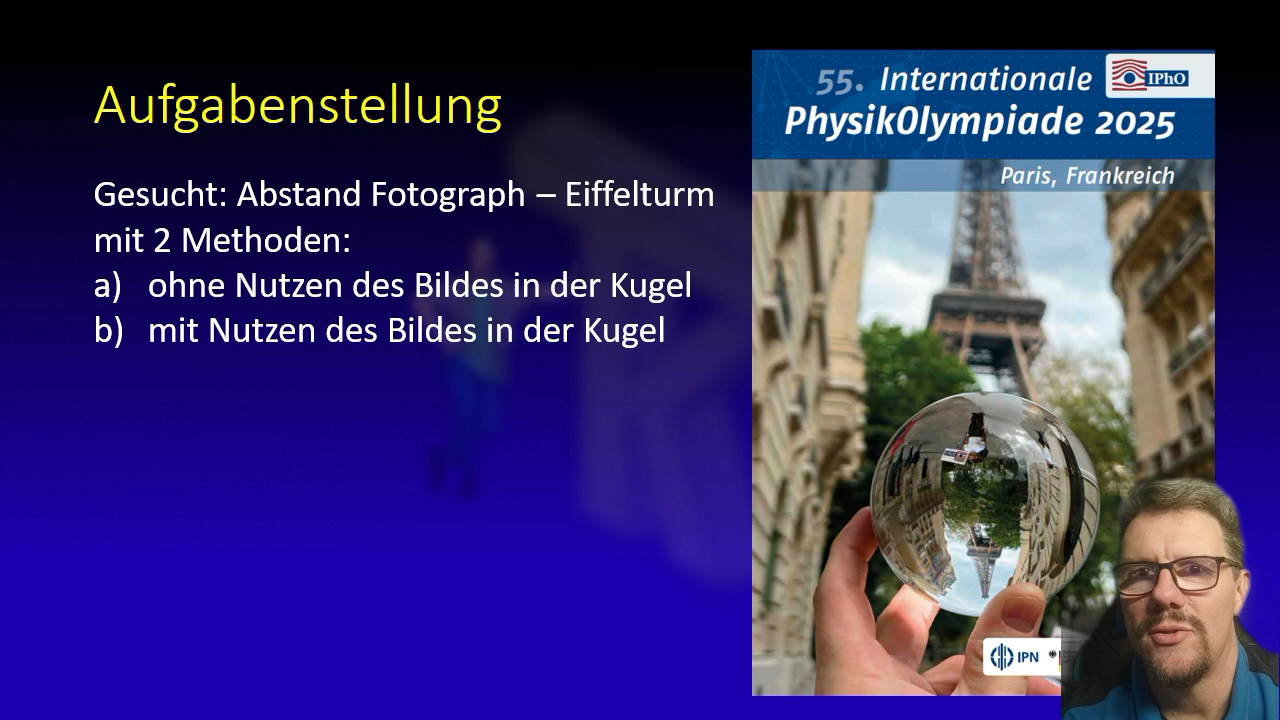 Aufgabenstellung
Gesucht: Abstand Fotograph – Eiffelturm
mit 2 Methoden:
a) ohne Nutzen des Bildes in der Kugel
b) mit Nutzen des Bildes in der Kugel
55. Internationale
IPhO
PhysikOlympiade 2025
Paris, Frankreich
IPN